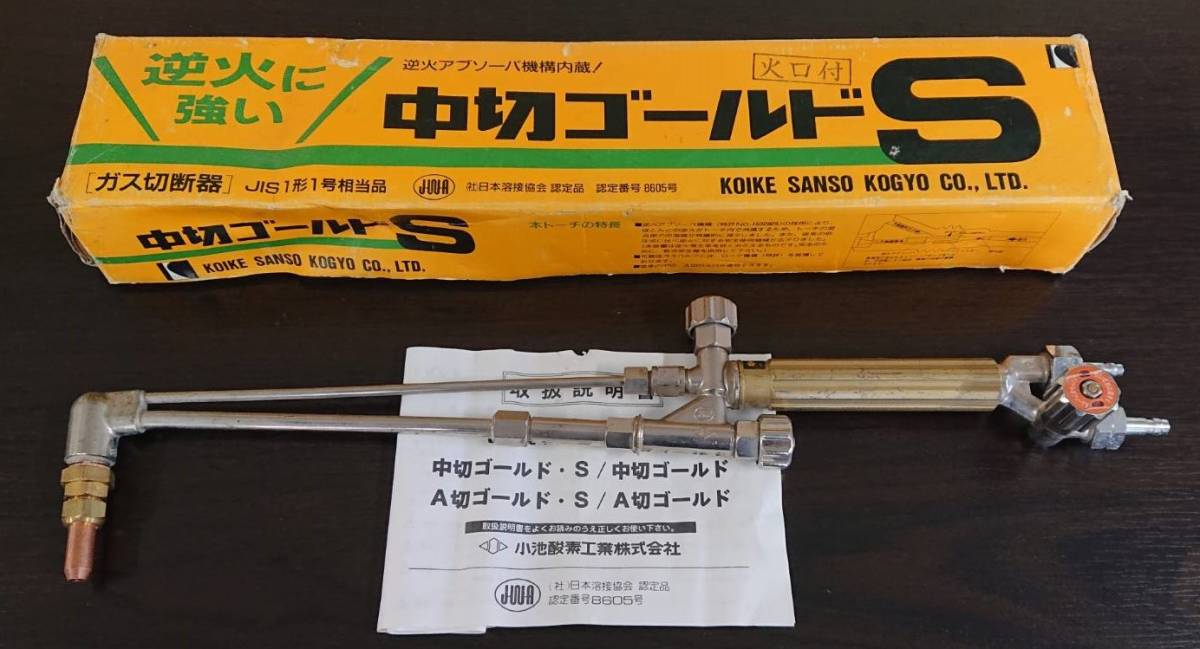 逆火に
強い
逆火アブソーバ機構内蔵!
火口付
中切ゴールドS
[ガス切断器] JIS1形1号相当品
JWA (社)日本溶接協会 認定品 認定番号8605号
KOIKE SANSO KOGYO CO., LTD.
中切ゴールドS
KOIKE SANSO KOGYO CO., LTD.
本トーチの特長
取扱説明書
中切ゴールド・S/中切ゴールド
A切ゴールド・S/A切ゴールド
取扱説明書をよくお読みのうえ正しくお使い下さい。
小池酸素工業株式会社
JWA
(社)日本溶接協会 認定品
認定番号8605号